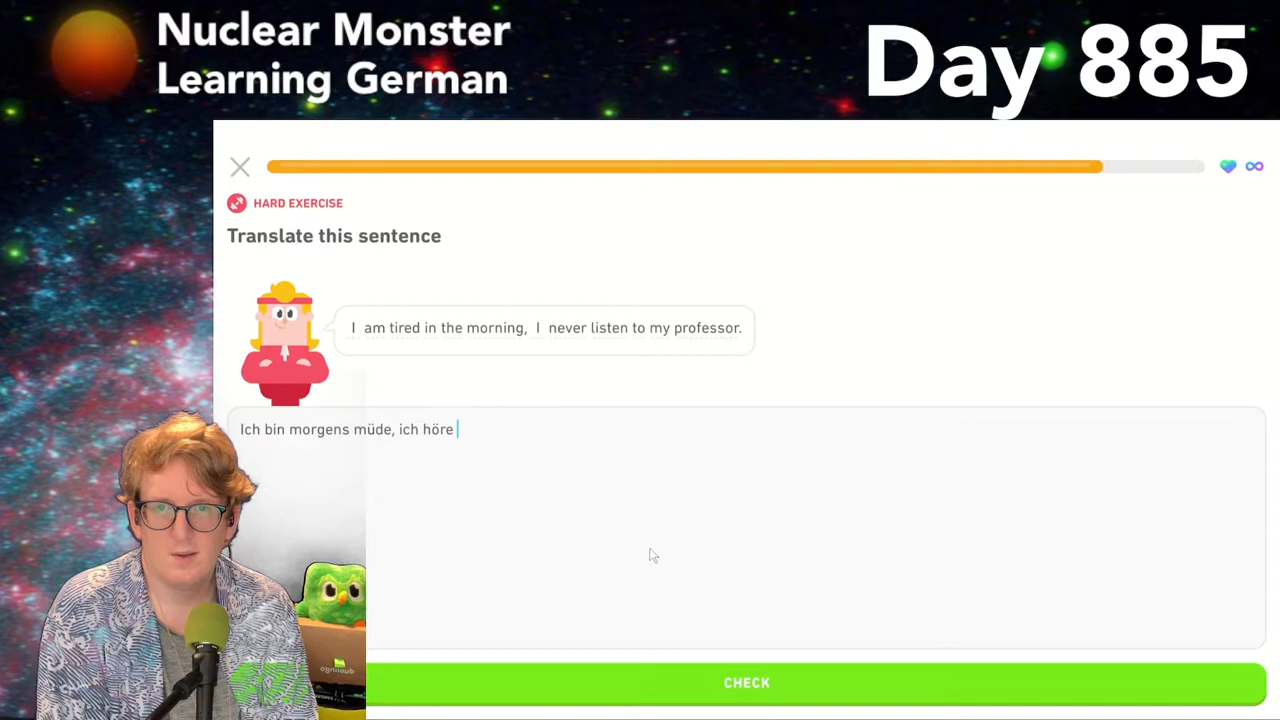 Nuclear Monster
Learning German
Day 885
HARD EXERCISE
Translate this sentence
I am tired in the morning, I never listen to my professor.
Ich bin morgens müde, ich höre
CHECK